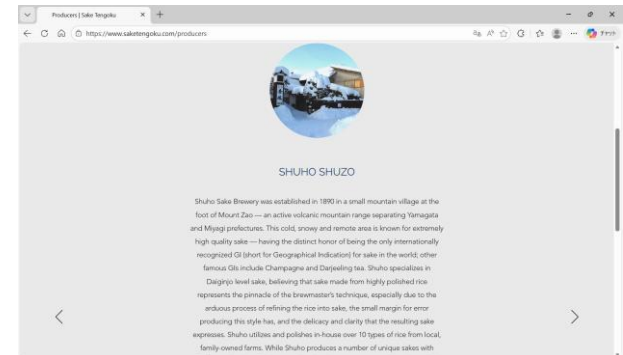 Producers | Sake Tengoku
https://www.saketengoku.com/producers
SHUHO SHUZO
Shuho Sake Brewery was established in 1890 in a small mountain village at the
foot of Mount Zao — an active volcanic mountain range separating Yamagata
and Miyagi prefectures. This cold, snowy and remote area is known for extremely
high quality sake — having the distinct honor of being the only internationally
recognized GI (short for Geographical Indication) for sake in the world; other
famous GIs include Champagne and Darjeeling tea. Shuho specializes in
Daiginjo level sake, believing that sake made from highly polished rice
represents the pinnacle of the brewmaster's technique, especially due to the
arduous process of refining the rice into sake, the small margin for error
producing this style has, and the delicacy and clarity that the resulting sake
expresses. Shuho utilizes and polishes in-house over 10 types of rice from local,
family-owned farms. While Shuho produces a number of unique sakes with